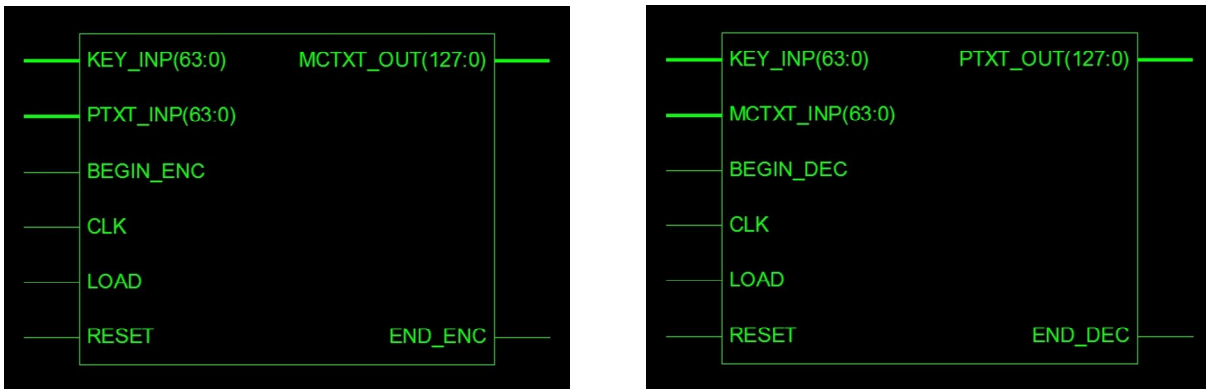 KEY_INP(63:0) MCTXT_OUT(127:0)
PTXT_INP(63:0)
BEGIN_ENC
CLK
LOAD
RESET END_ENC
KEY_INP(63:0) PTXT_OUT(127:0)
MCTXT_INP(63:0)
BEGIN_DEC
CLK
LOAD
RESET END_DEC